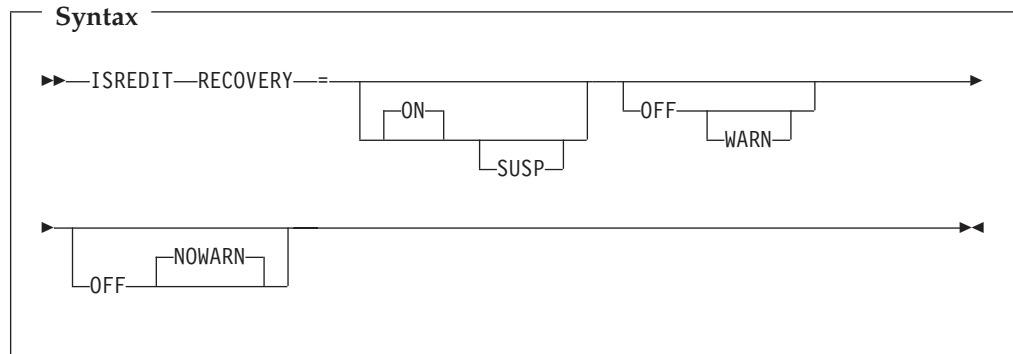 Syntax
ISREDIT RECOVERY =
ON
SUSP
OFF
WARN
OFF
NOWARN